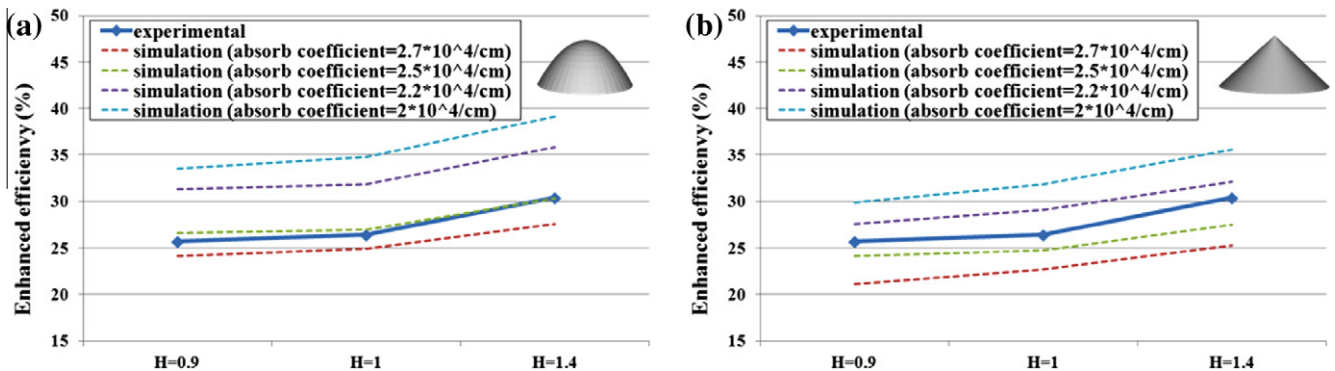 (a)
50
45
40
35
30
25
20
15
Enhanced efficienvy (%)
experimental
simulation (absorb coefficient=2.7*10^4/cm)
simulation (absorb coefficient=2.5*10^4/cm)
simulation (absorb coefficient=2.2*10^4/cm)
simulation (absorb coefficient=2*10^4/cm)
H=0.9 H=1 H=1.4
(b)
50
45
40
35
30
25
20
15
Enhanced efficienvy (%)
experimental
simulation (absorb coefficient=2.7*10^4/cm)
simulation (absorb coefficient=2.5*10^4/cm)
simulation (absorb coefficient=2.2*10^4/cm)
simulation (absorb coefficient=2*10^4/cm)
H=0.9 H=1 H=1.4